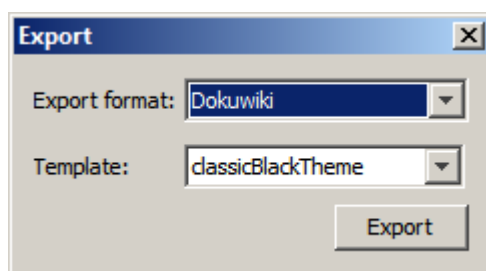 Export
Export format: Dokuwiki
Template: classicBlackTheme
Export